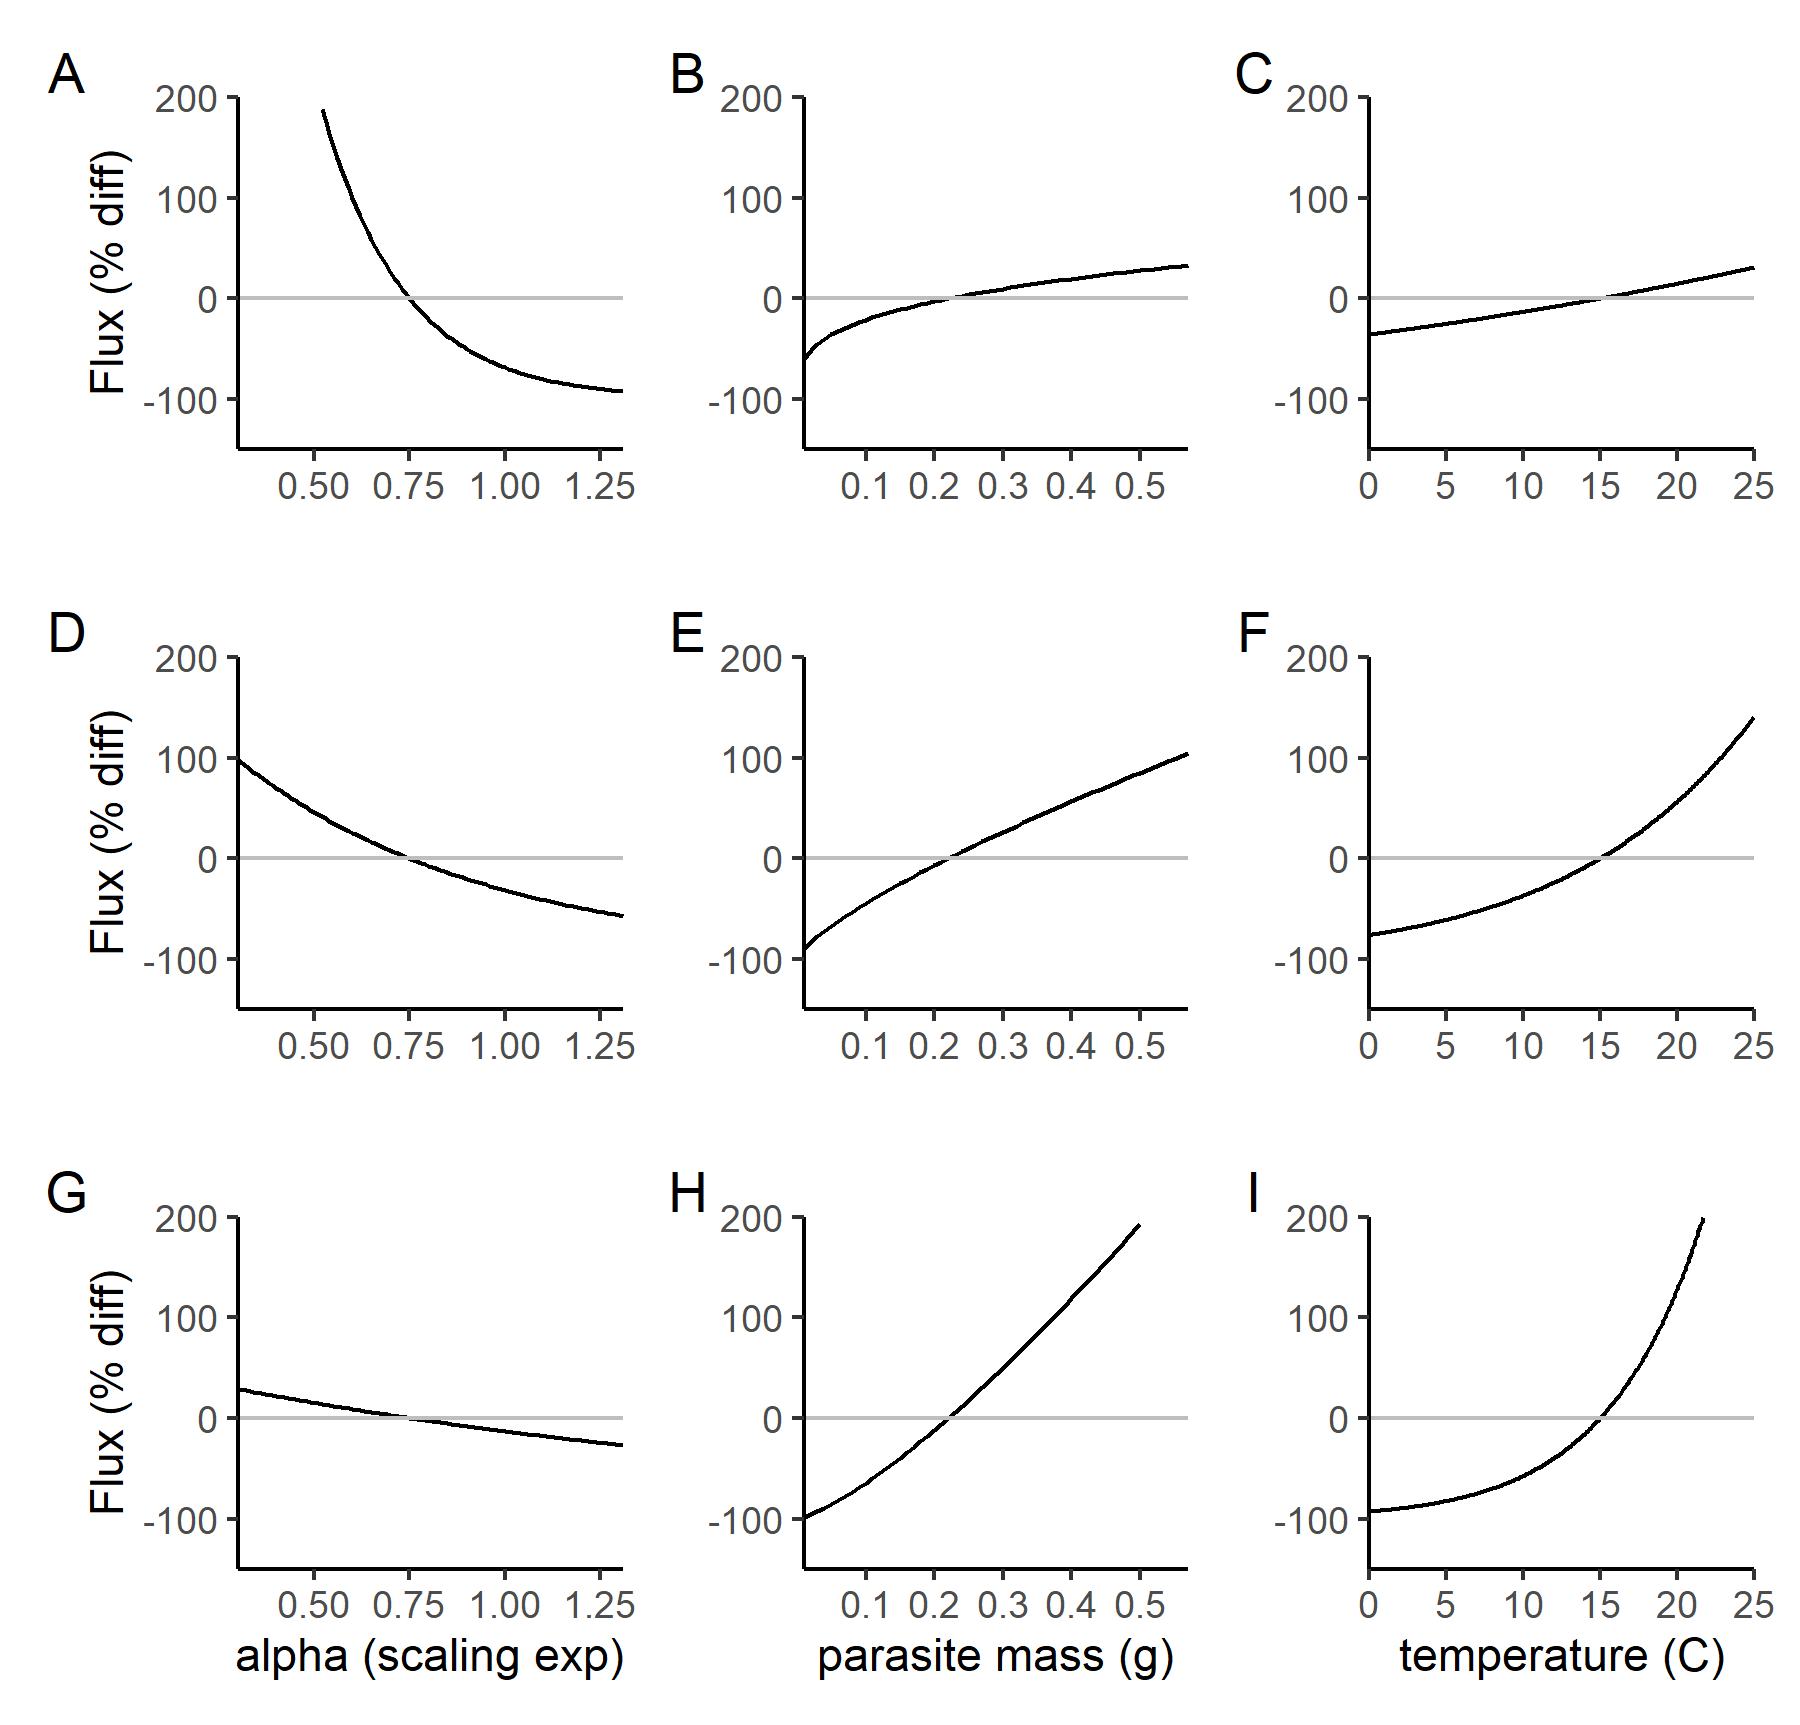 A B C
200 200 200
100 100 100
0 0 0
-100 -100 -100
Flux (% diff)
0.50 0.75 1.00 1.25 0.1 0.2 0.3 0.4 0.5 0 5 10 15 20 25
D E F
200 200 200
100 100 100
0 0 0
-100 -100 -100
Flux (% diff)
0.50 0.75 1.00 1.25 0.1 0.2 0.3 0.4 0.5 0 5 10 15 20 25
G H I
200 200 200
100 100 100
0 0 0
-100 -100 -100
Flux (% diff)
0.50 0.75 1.00 1.25 0.1 0.2 0.3 0.4 0.5 0 5 10 15 20 25
alpha (scaling exp) parasite mass (g) temperature (C)